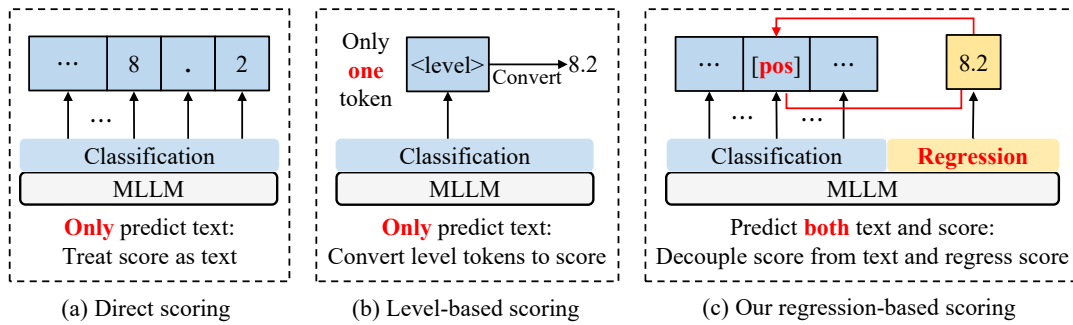 ··· 8 . 2
...
Classification
MLLM
Only predict text:
Treat score as text
(a) Direct scoring
Only
one
token
<level>
Convert
8.2
Classification
MLLM
Only predict text:
Convert level tokens to score
(b) Level-based scoring
··· [pos] ···
8.2
... ...
Classification
Regression
MLLM
Predict both text and score:
Decouple score from text and regress score
(c) Our regression-based scoring